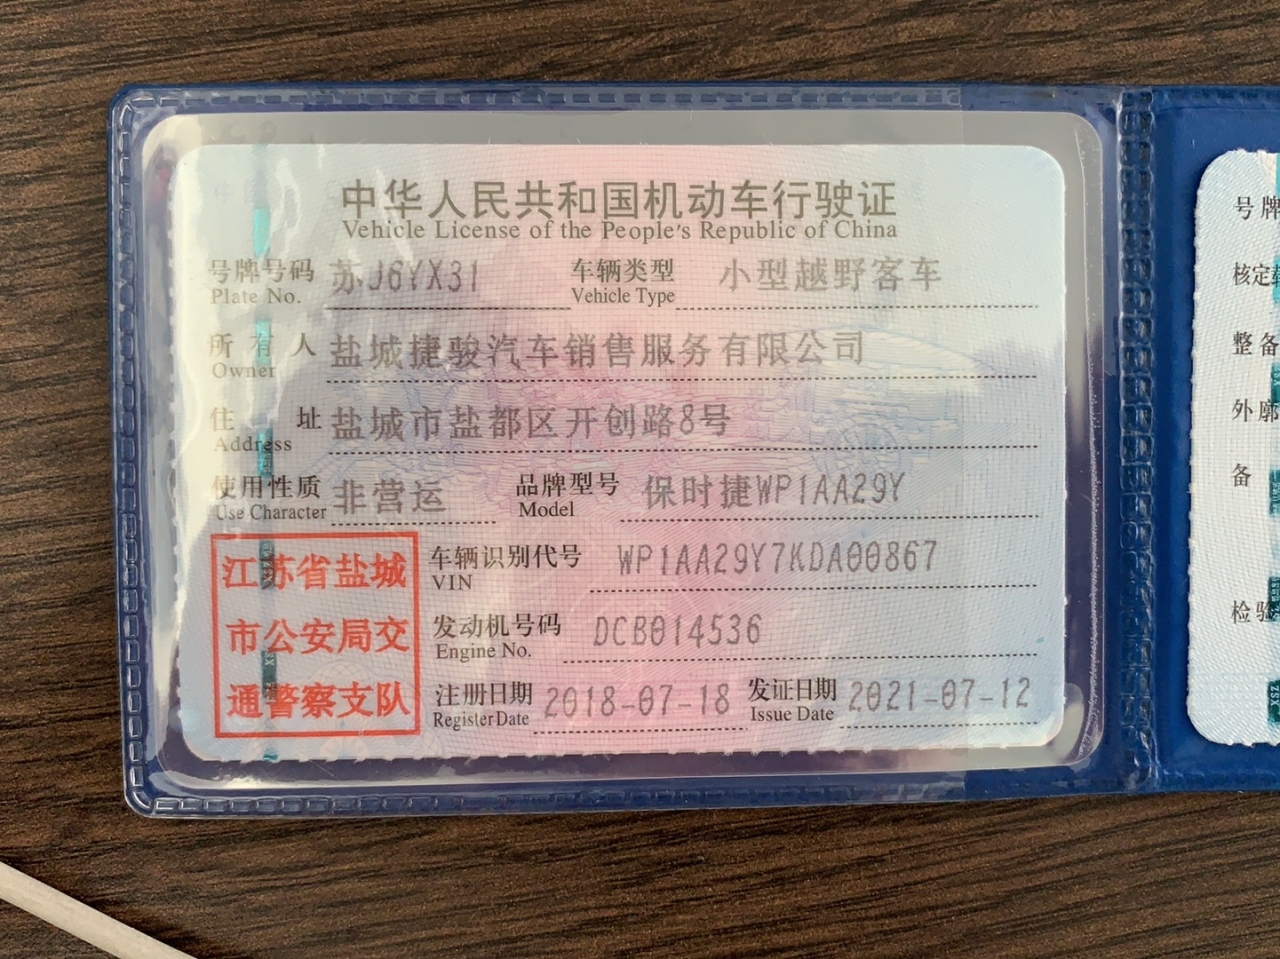 中华人民共和国机动车行驶证
Vehicle License of the People's Republic of China
号牌号码 苏J6YX31 车辆类型 小型越野客车
Plate No. Vehicle Type
所有人 盐城捷骏汽车销售服务有限公司
Owner
住址 盐城市盐都区开创路8号
Address
使用性质 非营运 品牌型号 保时捷WP1AA29Y
Use Character Model
江苏省盐城
市公安局交
通警察支队
车辆识别代号 WP1AA29Y7KDA00867
VIN
发动机号码 DCB014536
Engine No.
注册日期 2018-07-18 发证日期 2021-07-12
Register Date Issue Date
号牌
核定
整备
外廓
备
检验